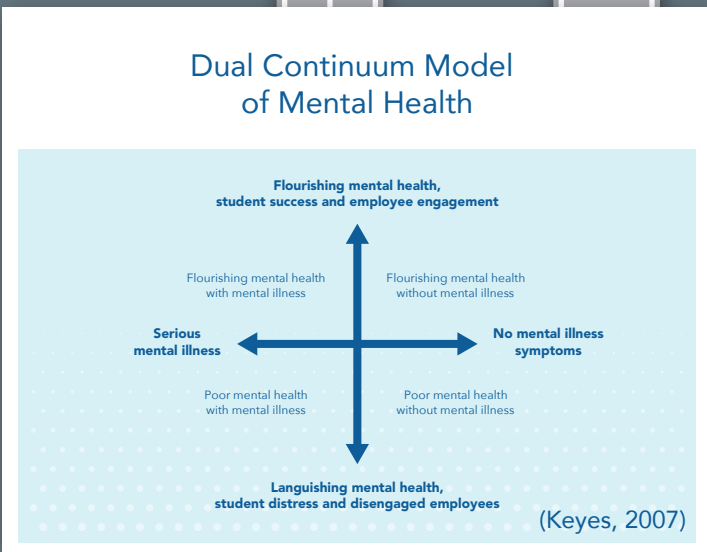 Dual Continuum Model
of Mental Health
Flourishing mental health,
student success and employee engagement
Flourishing mental health
with mental illness
Flourishing mental health
without mental illness
Serious
mental illness
No mental illness
symptoms
Poor mental health
with mental illness
Poor mental health
without mental illness
Languishing mental health,
student distress and disengaged employees
(Keyes, 2007)